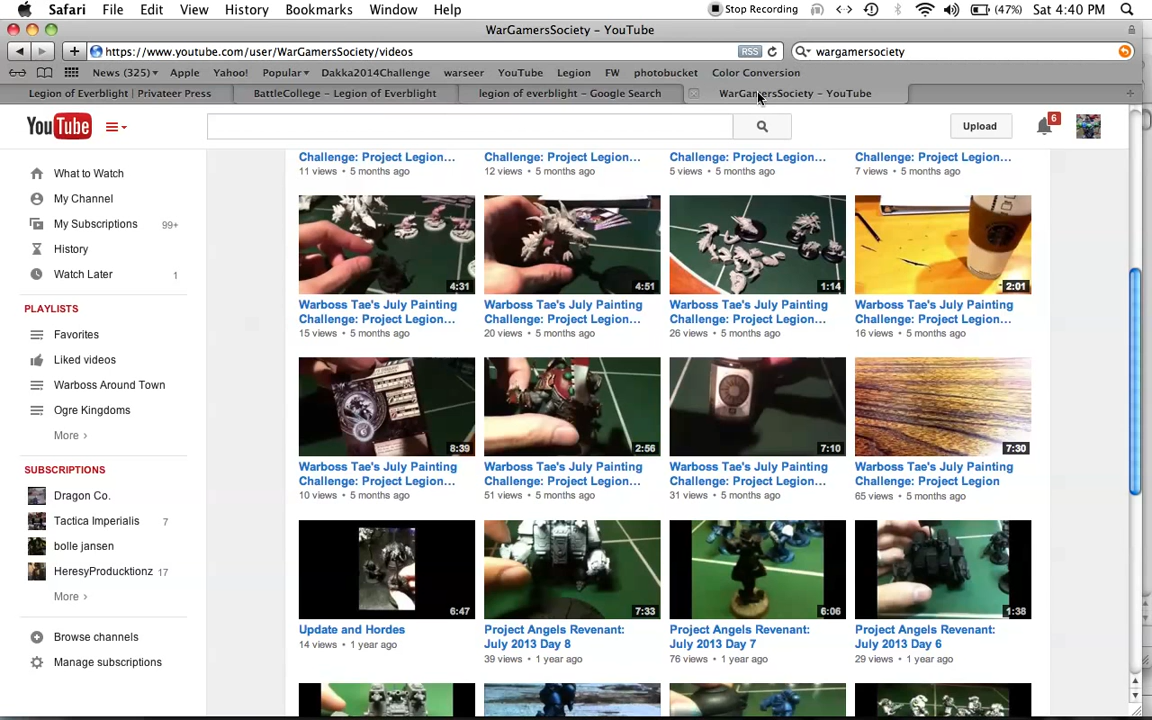 Safari File Edit View History Bookmarks Window Help Stop Recording (47%) Sat 4:40 PM
WarGamersSociety – YouTube
https://www.youtube.com/user/WarGamersSociety/videos RSS wargamersociety
News (325) Apple Yahoo! Popular Dakka2014Challenge warseer YouTube Legion FW photobucket Color Conversion
Legion of Everblight | Privateer Press BattleCollege – Legion of Everblight legion of everblight – Google Search WarGamersSociety – YouTube
YouTube Upload 6
What to Watch
My Channel
My Subscriptions 99+
History
Watch Later 1
PLAYLISTS
Favorites
Liked videos
Warboss Around Town
Ogre Kingdoms
More ›
SUBSCRIPTIONS
Dragon Co.
Tactica Imperialis 7
bolle jansen
HeresyProducktionz 17
More ›
Browse channels
Manage subscriptions
Challenge: Project Legion... Challenge: Project Legion... Challenge: Project Legion... Challenge: Project Legion...
11 views • 5 months ago 12 views • 5 months ago 5 views • 5 months ago 7 views • 5 months ago
4:31 4:51 1:14 2:01
Warboss Tae's July Painting Warboss Tae's July Painting Warboss Tae's July Painting Warboss Tae's July Painting
Challenge: Project Legion... Challenge: Project Legion... Challenge: Project Legion... Challenge: Project Legion...
15 views • 5 months ago 20 views • 5 months ago 26 views • 5 months ago 16 views • 5 months ago
8:39 2:56 7:10 7:30
Warboss Tae's July Painting Warboss Tae's July Painting Warboss Tae's July Painting Warboss Tae's July Painting
Challenge: Project Legion... Challenge: Project Legion... Challenge: Project Legion... Challenge: Project Legion
10 views • 5 months ago 51 views • 5 months ago 31 views • 5 months ago 65 views • 5 months ago
6:47 7:33 6:06 1:38
Update and Hordes Project Angels Revenant: Project Angels Revenant: Project Angels Revenant:
July 2013 Day 8 July 2013 Day 7 July 2013 Day 6
14 views • 1 year ago 39 views • 1 year ago 76 views • 1 year ago 29 views • 1 year ago